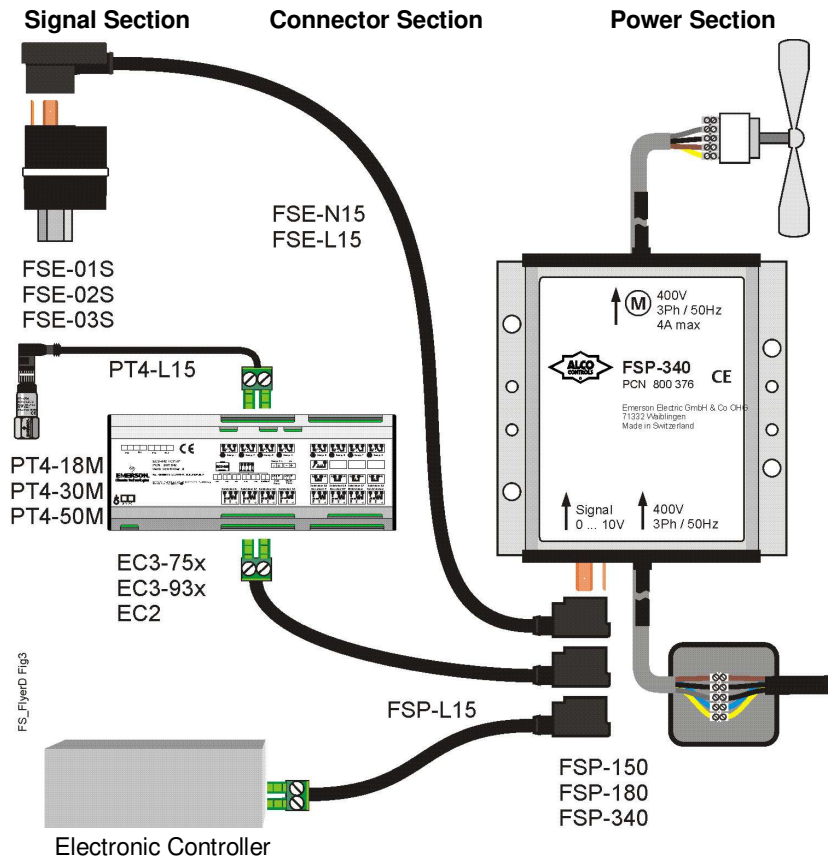 Signal Section
Connector Section
Power Section
FSE-N15
FSE-L15
FSE-01S
FSE-02S
FSE-03S
M
400V
3Ph / 50Hz
4A max
ALCO
CONTROLS
FSP-340
PCN 800 376
CE
Emerson Electric GmbH & Co OHG
71332 Waiblingen
Made in Switzerland
PT4-L15
PT4-18M
PT4-30M
PT4-50M
CE
EMERSON
Signal
0 ... 10V
400V
3Ph / 50Hz
EC3-75x
EC3-93x
EC2
FS_FlyerD Fig3
FSP-L15
FSP-150
FSP-180
FSP-340
Electronic Controller